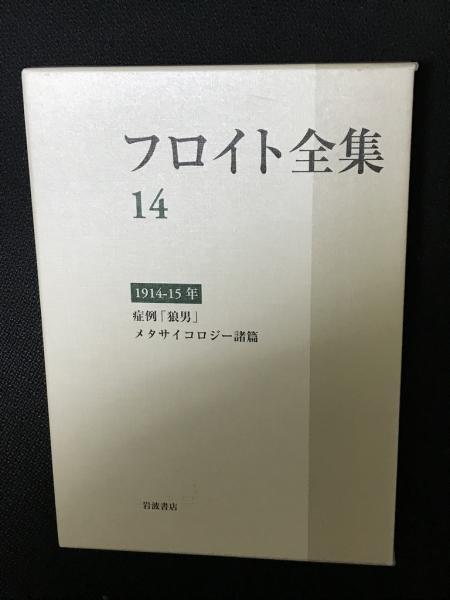 フロイト全集
14
1914-15年
症例「狼男」
メタサイコロジー諸篇
岩波書店